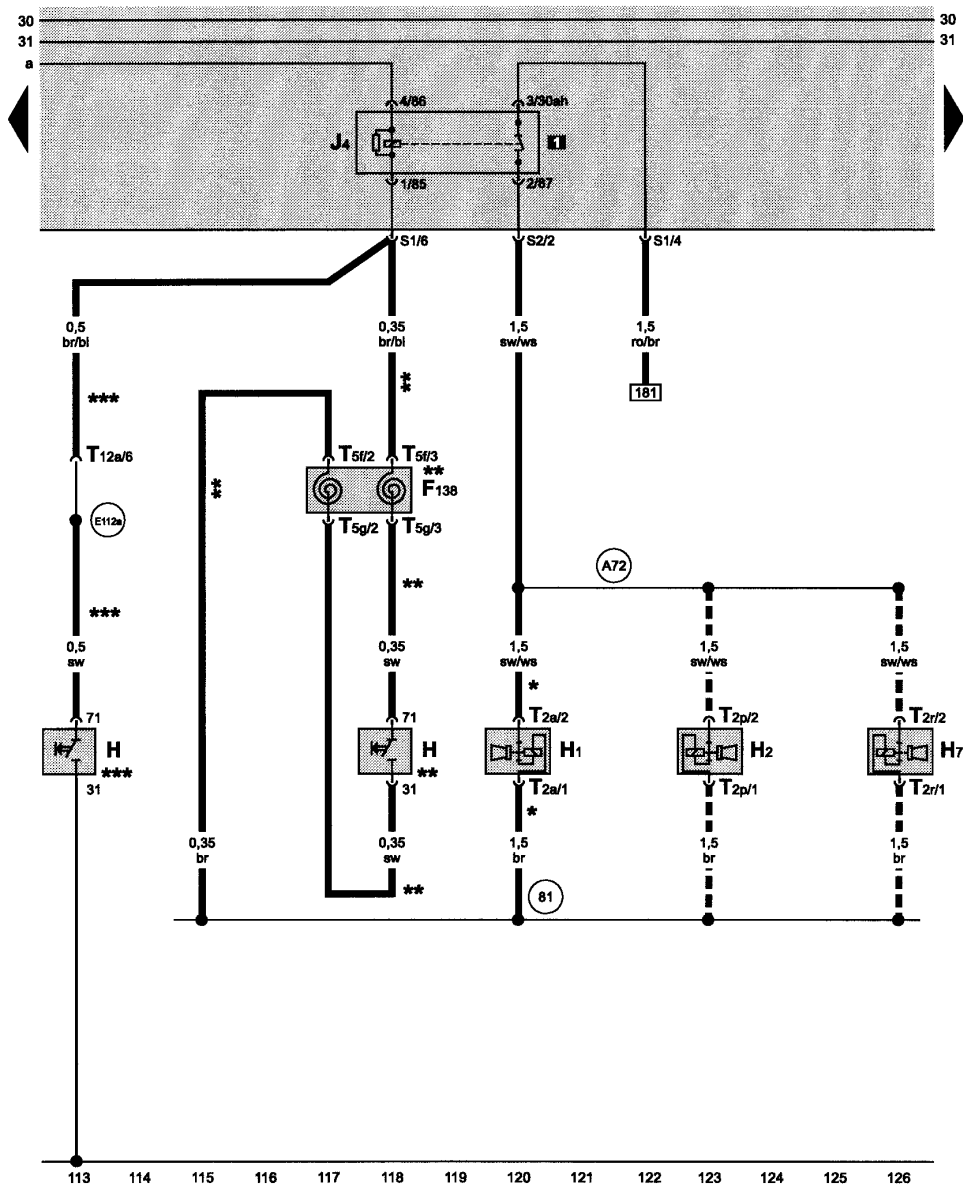 30 30
31 31
a
4/86 3/30ah
J4 1
1/85 2/87
S1/6 S2/2 S1/4
0,5 0,35 1,5 1,5
br/bl br/bl sw/ws ro/br
**
*** 181
T12a/6 T5f/2 T5f/3
** ** F138
E112a T5g/2 T5g/3
A72
*** **
0,5 0,35 1,5 1,5 1,5
sw sw sw/ws sw/ws sw/ws
*
71 71 T2a/2 T2p/2 T2r/2
H H H1 H2 H7
*** **
31 31 T2a/1 T2p/1 T2r/1
*
0,35 0,35 1,5 1,5 1,5
br sw br br br
** 81
113 114 115 116 117 118 119 120 121 122 123 124 125 126